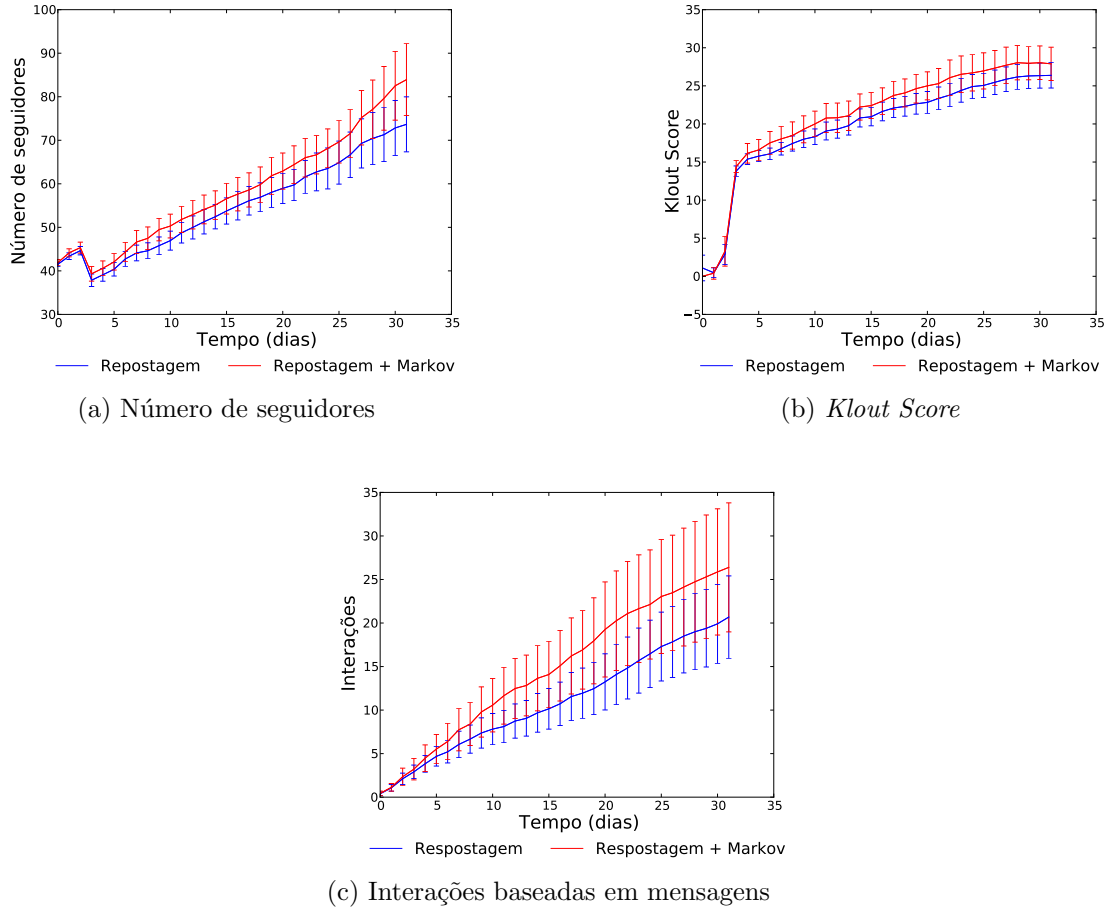 100
90
80
70
60
50
40
30
Número de seguidores
0 5 10 15 20 25 30 35
Tempo (dias)
Repostagem Repostagem + Markov
(a) Número de seguidores
35
30
25
20
15
10
5
0
−5
Klout Score
0 5 10 15 20 25 30 35
Tempo (dias)
Repostagem Repostagem + Markov
(b) Klout Score
35
30
25
20
15
10
5
0
Interações
0 5 10 15 20 25 30 35
Tempo (dias)
Respostagem Respostagem + Markov
(c) Interações baseadas em mensagens